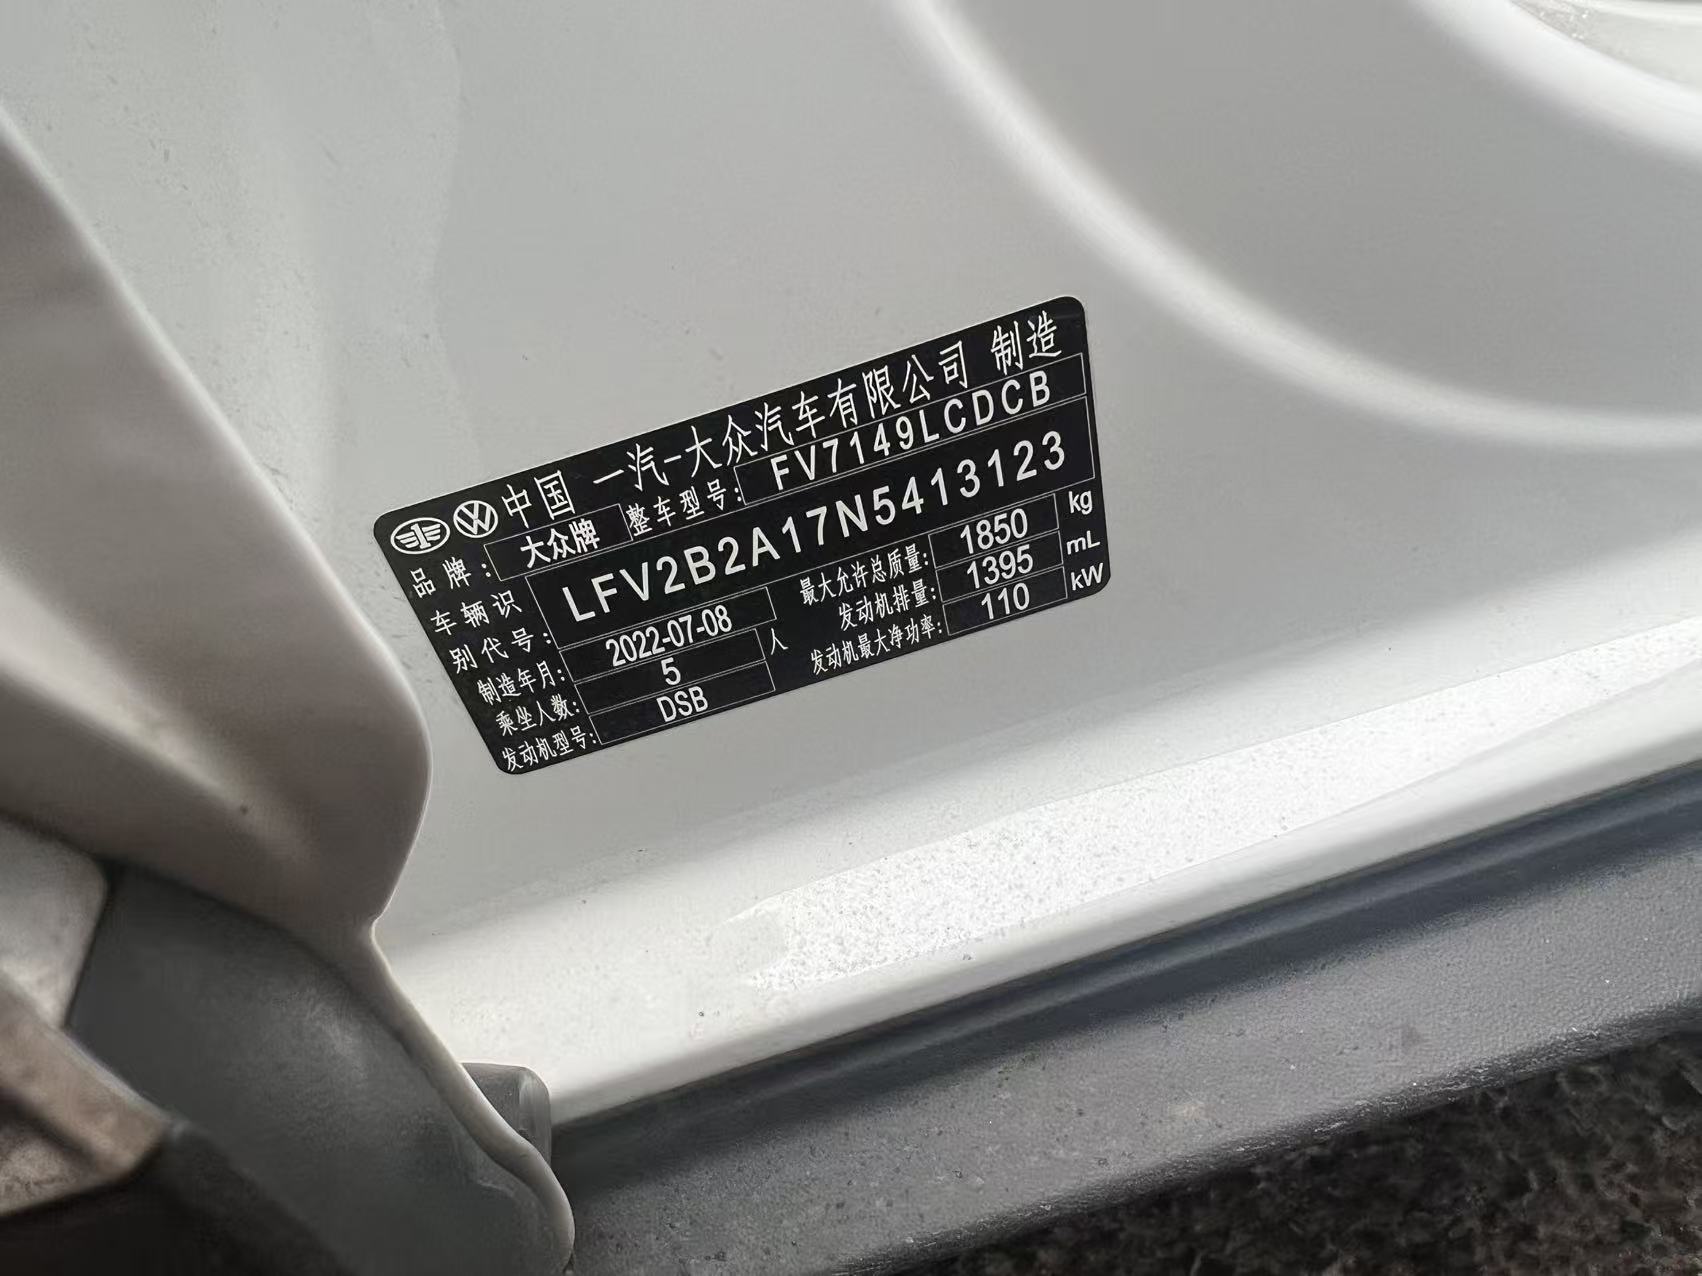 中国 一汽-大众汽车有限公司 制造
品牌: 大众牌 整车型号: FV7149LCDCB
车辆识别代号: LFV2B2A17N5413123
制造年月: 2022-07-08 最大允许总质量: 1850 kg
乘坐人数: 5 人 发动机排量: 1395 mL
发动机型号: DSB 发动机最大净功率: 110 kW